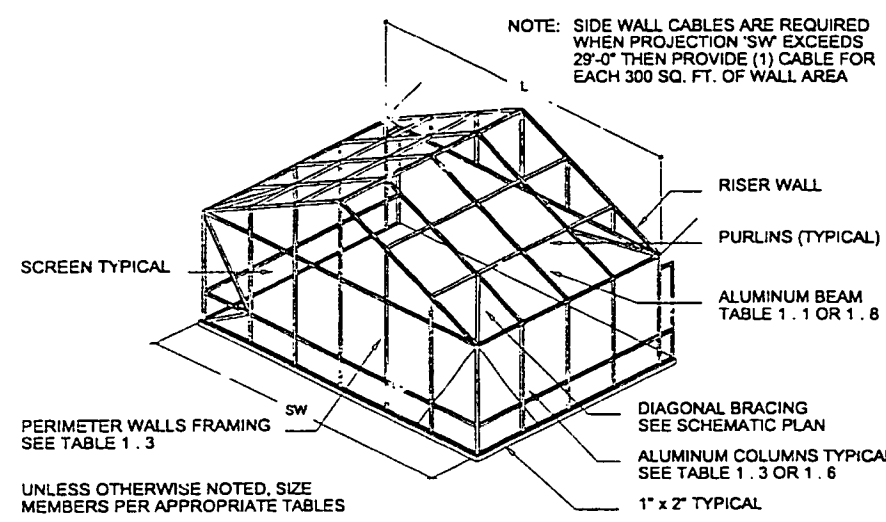 NOTE: SIDE WALL CABLES ARE REQUIRED
WHEN PROJECTION 'SW' EXCEEDS
29'-0" THEN PROVIDE (1) CABLE FOR
EACH 300 SQ. FT. OF WALL AREA
L
RISER WALL
PURLINS (TYPICAL)
SCREEN TYPICAL
ALUMINUM BEAM
TABLE 1 . 1 OR 1 . 8
SW
PERIMETER WALLS FRAMING
SEE TABLE 1 . 3
DIAGONAL BRACING
SEE SCHEMATIC PLAN
ALUMINUM COLUMNS TYPICAL
SEE TABLE 1 . 3 OR 1 . 6
UNLESS OTHERWISE NOTED, SIZE
MEMBERS PER APPROPRIATE TABLES
1" x 2" TYPICAL